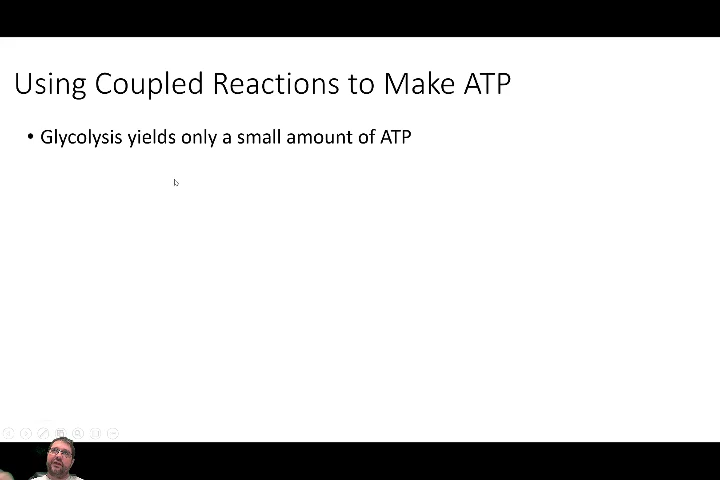 Using Coupled Reactions to Make ATP
• Glycolysis yields only a small amount of ATP